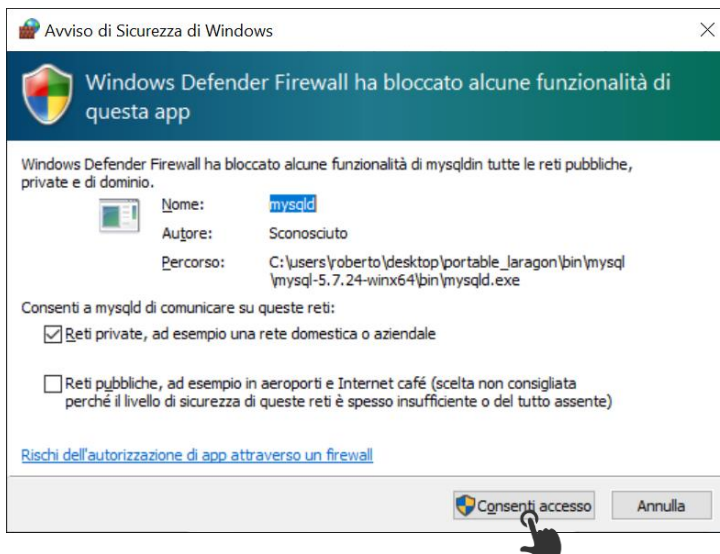 Avviso di Sicurezza di Windows
Windows Defender Firewall ha bloccato alcune funzionalità di
questa app
Windows Defender Firewall ha bloccato alcune funzionalità di mysqldin tutte le reti pubbliche,
private e di dominio.
Nome: mysqld
Autore: Sconosciuto
Percorso: C:\users\roberto\desktop\portable_laragon\bin\mysql
\mysql-5.7.24-winx64\bin\mysqld.exe
Consenti a mysqld di comunicare su queste reti:
Reti private, ad esempio una rete domestica o aziendale
Reti pubbliche, ad esempio in aeroporti e Internet café (scelta non consigliata
perché il livello di sicurezza di queste reti è spesso insufficiente o del tutto assente)
Rischi dell'autorizzazione di app attraverso un firewall
Consenti accesso Annulla